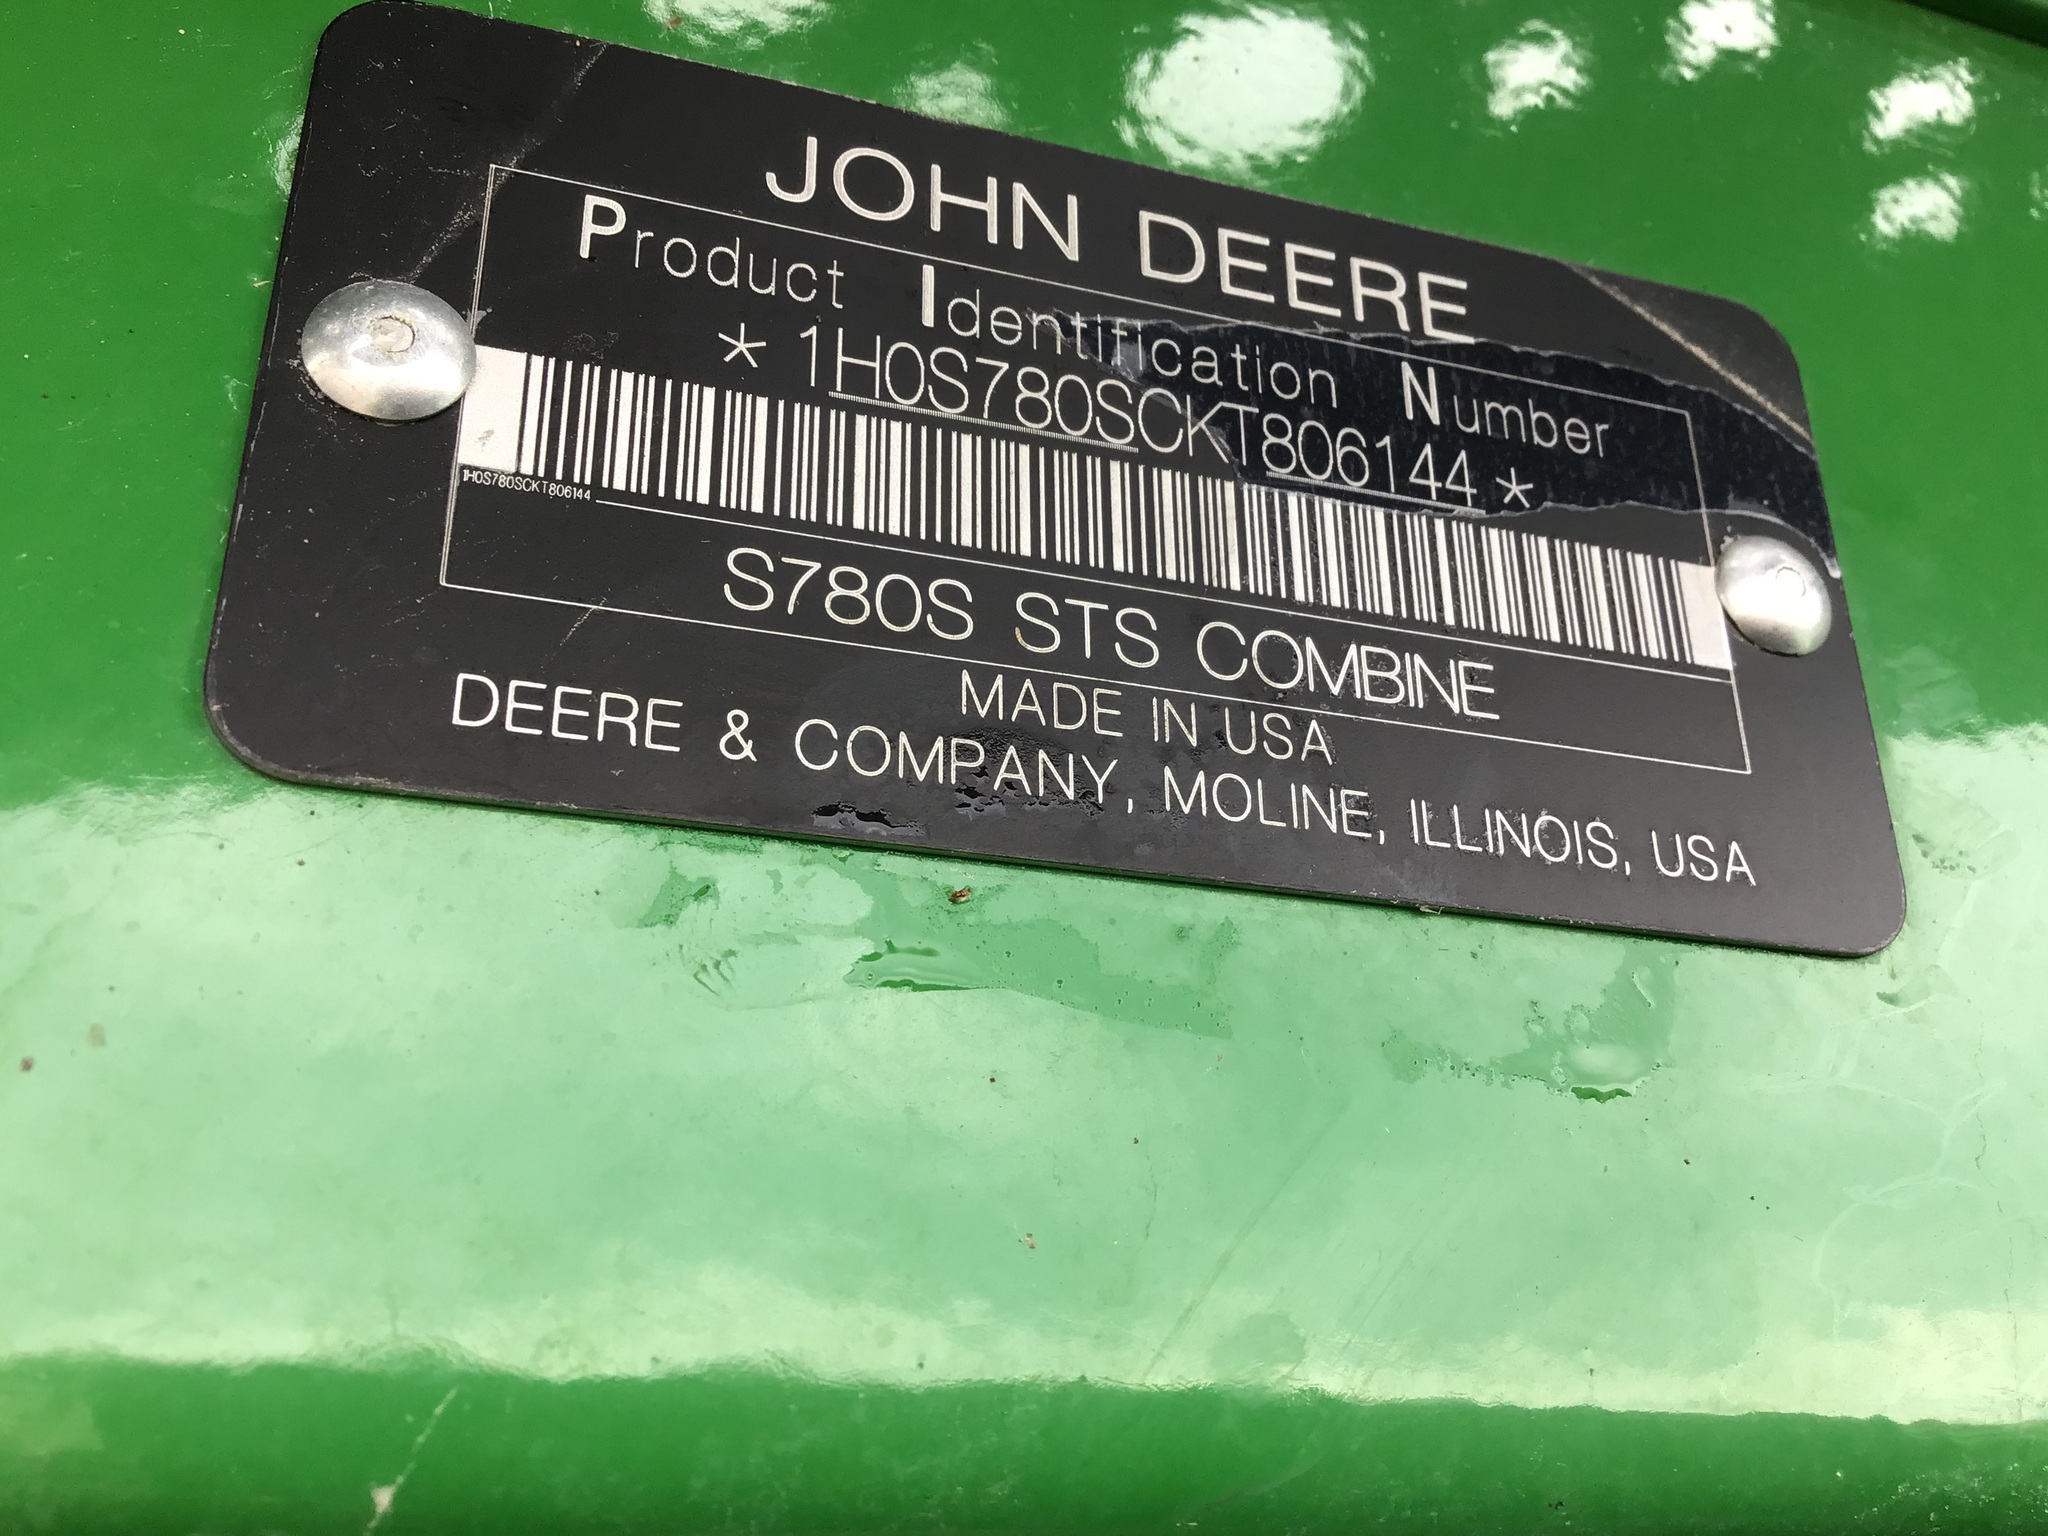 JOHN DEERE
Product Identification Number
* 1H0S780SCKT806144 *
1H0S780SCKT806144
S780S STS COMBINE
MADE IN USA
DEERE & COMPANY, MOLINE, ILLINOIS, USA